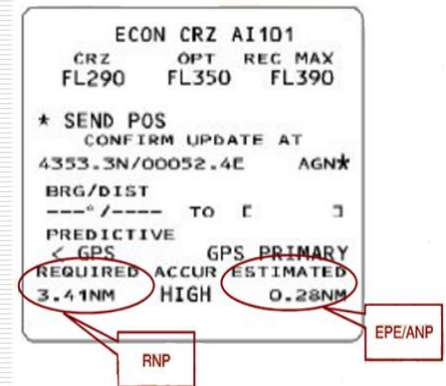 ECON CRZ AI101
CRZ OPT REC MAX
FL290 FL350 FL390
* SEND POS
CONFIRM UPDATE AT
4353.3N/00052.4E AGN*
BRG/DIST
---°/---- TO [ ]
PREDICTIVE
< GPS GPS PRIMARY
REQUIRED ACCUR ESTIMATED
3.41NM HIGH 0.28NM
EPE/ANP
RNP